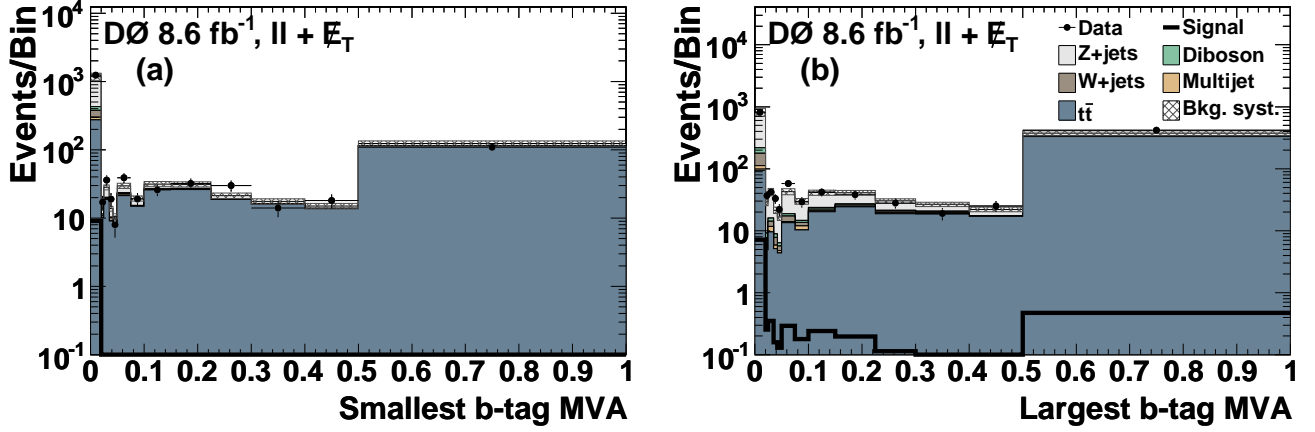 DØ 8.6 fb⁻¹, ll + E̸_T
(a)
Events/Bin
10³
10²
10
1
10⁻¹
0 0.1 0.2 0.3 0.4 0.5 0.6 0.7 0.8 0.9 1
Smallest b-tag MVA
DØ 8.6 fb⁻¹, ll + E̸_T
(b)
Data
Signal
Z+jets
Diboson
W+jets
Multijet
tt̄
Bkg. syst.
Events/Bin
10⁴
10³
10²
10
1
10⁻¹
0 0.1 0.2 0.3 0.4 0.5 0.6 0.7 0.8 0.9 1
Largest b-tag MVA